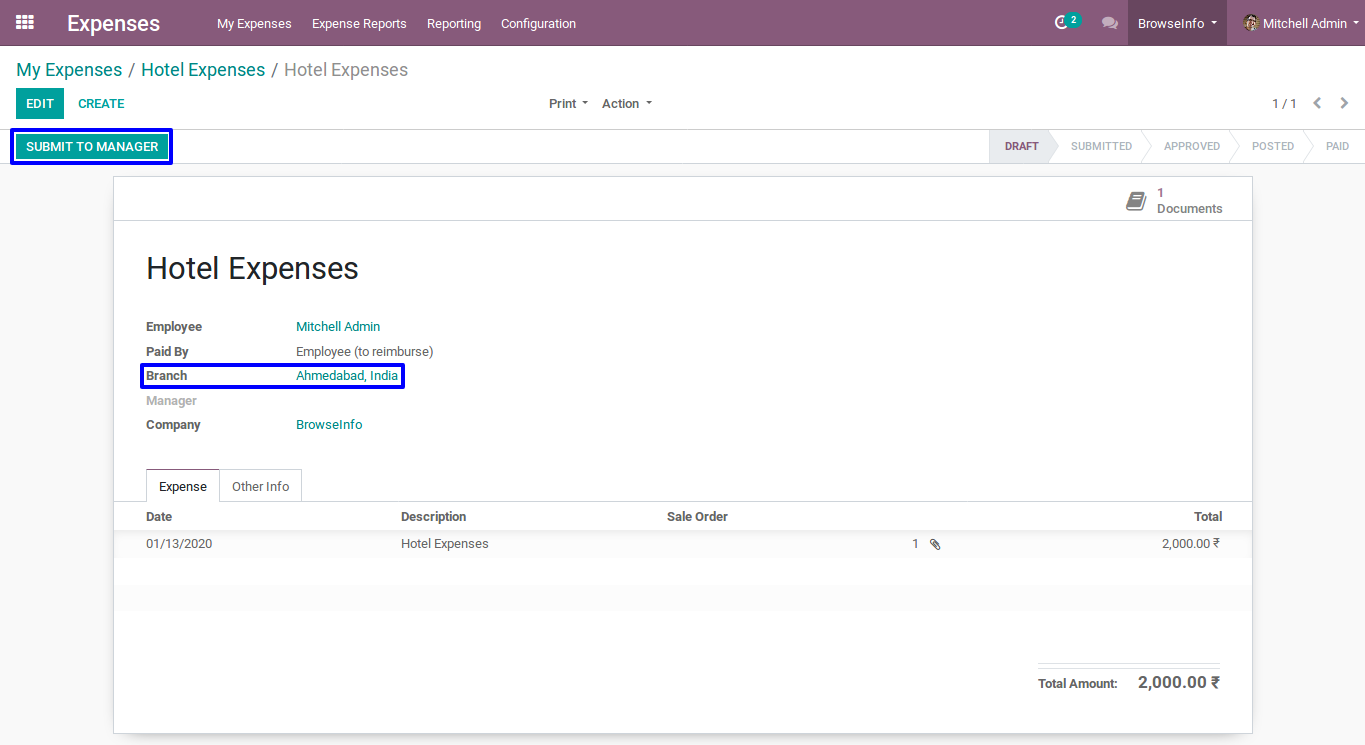 Expenses My Expenses Expense Reports Reporting Configuration 2 BrowseInfo Mitchell Admin
My Expenses / Hotel Expenses / Hotel Expenses
EDIT CREATE Print Action 1 / 1
SUBMIT TO MANAGER DRAFT SUBMITTED APPROVED POSTED PAID
1
Documents
Hotel Expenses
Employee Mitchell Admin
Paid By Employee (to reimburse)
Branch Ahmedabad, India
Manager
Company BrowseInfo
Expense Other Info
Date Description Sale Order Total
01/13/2020 Hotel Expenses 1 2,000.00 ₹
Total Amount: 2,000.00 ₹